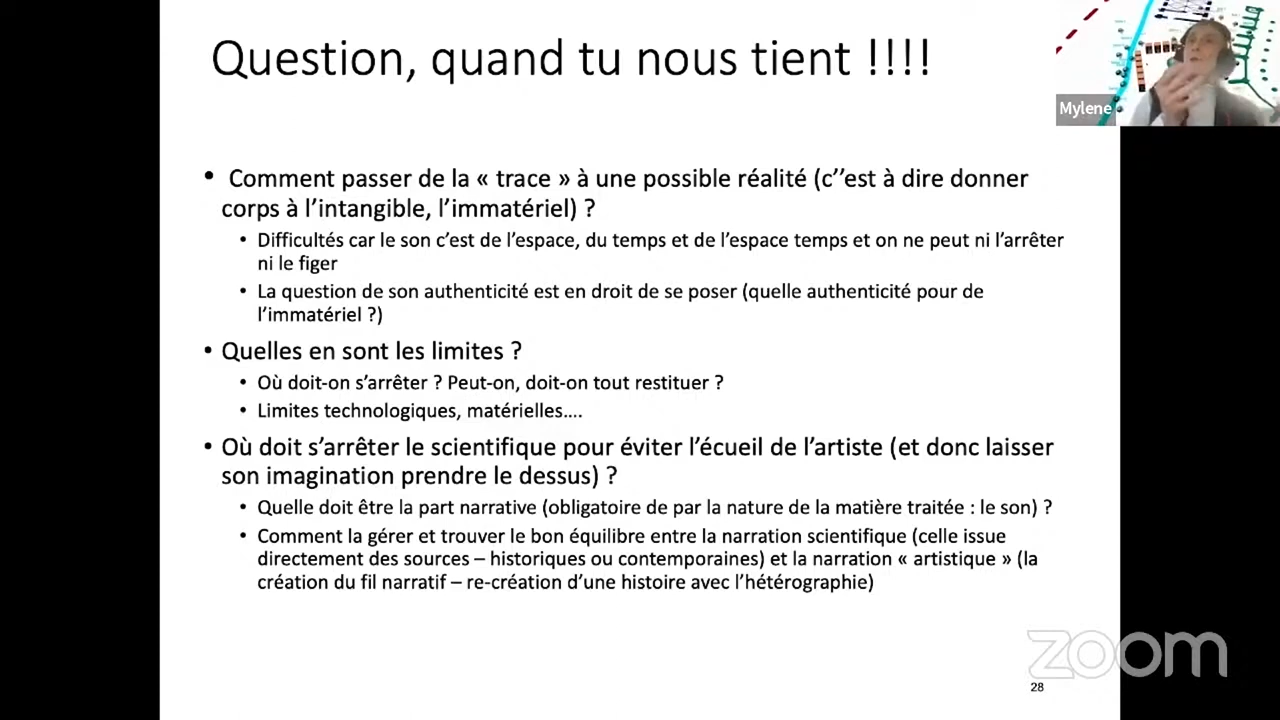 Question, quand tu nous tient !!!!
Mylene
• Comment passer de la « trace » à une possible réalité (c’’est à dire donner
corps à l’intangible, l’immatériel) ?
• Difficultés car le son c’est de l’espace, du temps et de l’espace temps et on ne peut ni l’arrêter
ni le figer
• La question de son authenticité est en droit de se poser (quelle authenticité pour de
l’immatériel ?)
• Quelles en sont les limites ?
• Où doit-on s’arrêter ? Peut-on, doit-on tout restituer ?
• Limites technologiques, matérielles….
• Où doit s’arrêter le scientifique pour éviter l’écueil de l’artiste (et donc laisser
son imagination prendre le dessus) ?
• Quelle doit être la part narrative (obligatoire de par la nature de la matière traitée : le son) ?
• Comment la gérer et trouver le bon équilibre entre la narration scientifique (celle issue
directement des sources – historiques ou contemporaines) et la narration « artistique » (la
création du fil narratif – re-création d’une histoire avec l’hétérographie)
zoom
28